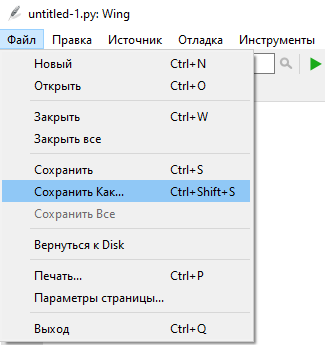 untitled-1.py: Wing
Файл Правка Источник Отладка Инструменты
Новый Ctrl+N
Открыть Ctrl+O
Закрыть Ctrl+W
Закрыть все
Сохранить Ctrl+S
Сохранить Как... Ctrl+Shift+S
Сохранить Все
Вернуться к Disk
Печать... Ctrl+P
Параметры страницы...
Выход Ctrl+Q